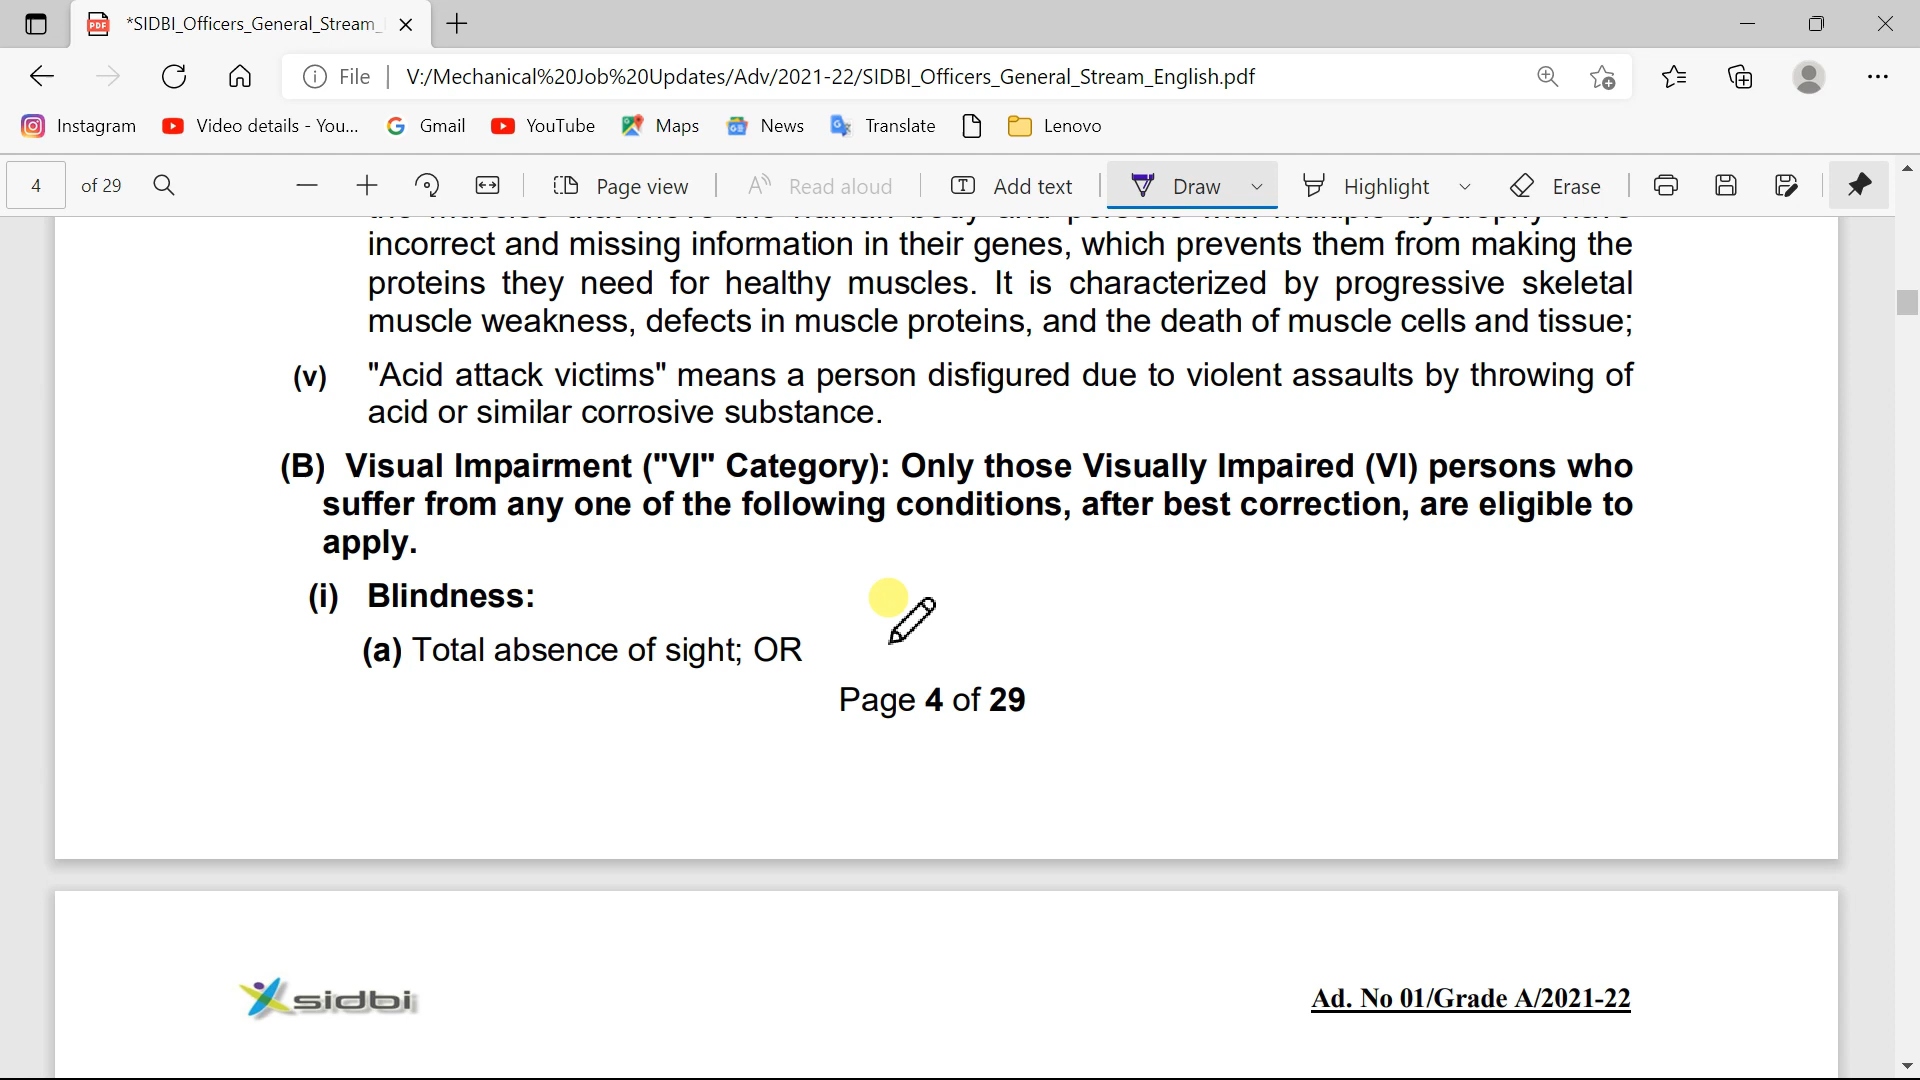 *SIDBI_Officers_General_Stream_
File
V:/Mechanical%20Job%20Updates/Adv/2021-22/SIDBI_Officers_General_Stream_English.pdf
Instagram
Video details - You...
Gmail
YouTube
Maps
News
Translate
Lenovo
4 of 29
Page view
Read aloud
Add text
Draw
Highlight
Erase
incorrect and missing information in their genes, which prevents them from making the
proteins they need for healthy muscles. It is characterized by progressive skeletal
muscle weakness, defects in muscle proteins, and the death of muscle cells and tissue;
(v) "Acid attack victims" means a person disfigured due to violent assaults by throwing of
acid or similar corrosive substance.
(B) Visual Impairment ("VI" Category): Only those Visually Impaired (VI) persons who
suffer from any one of the following conditions, after best correction, are eligible to
apply.
(i) Blindness:
(a) Total absence of sight; OR
Page 4 of 29
sidbi
Ad. No 01/Grade A/2021-22